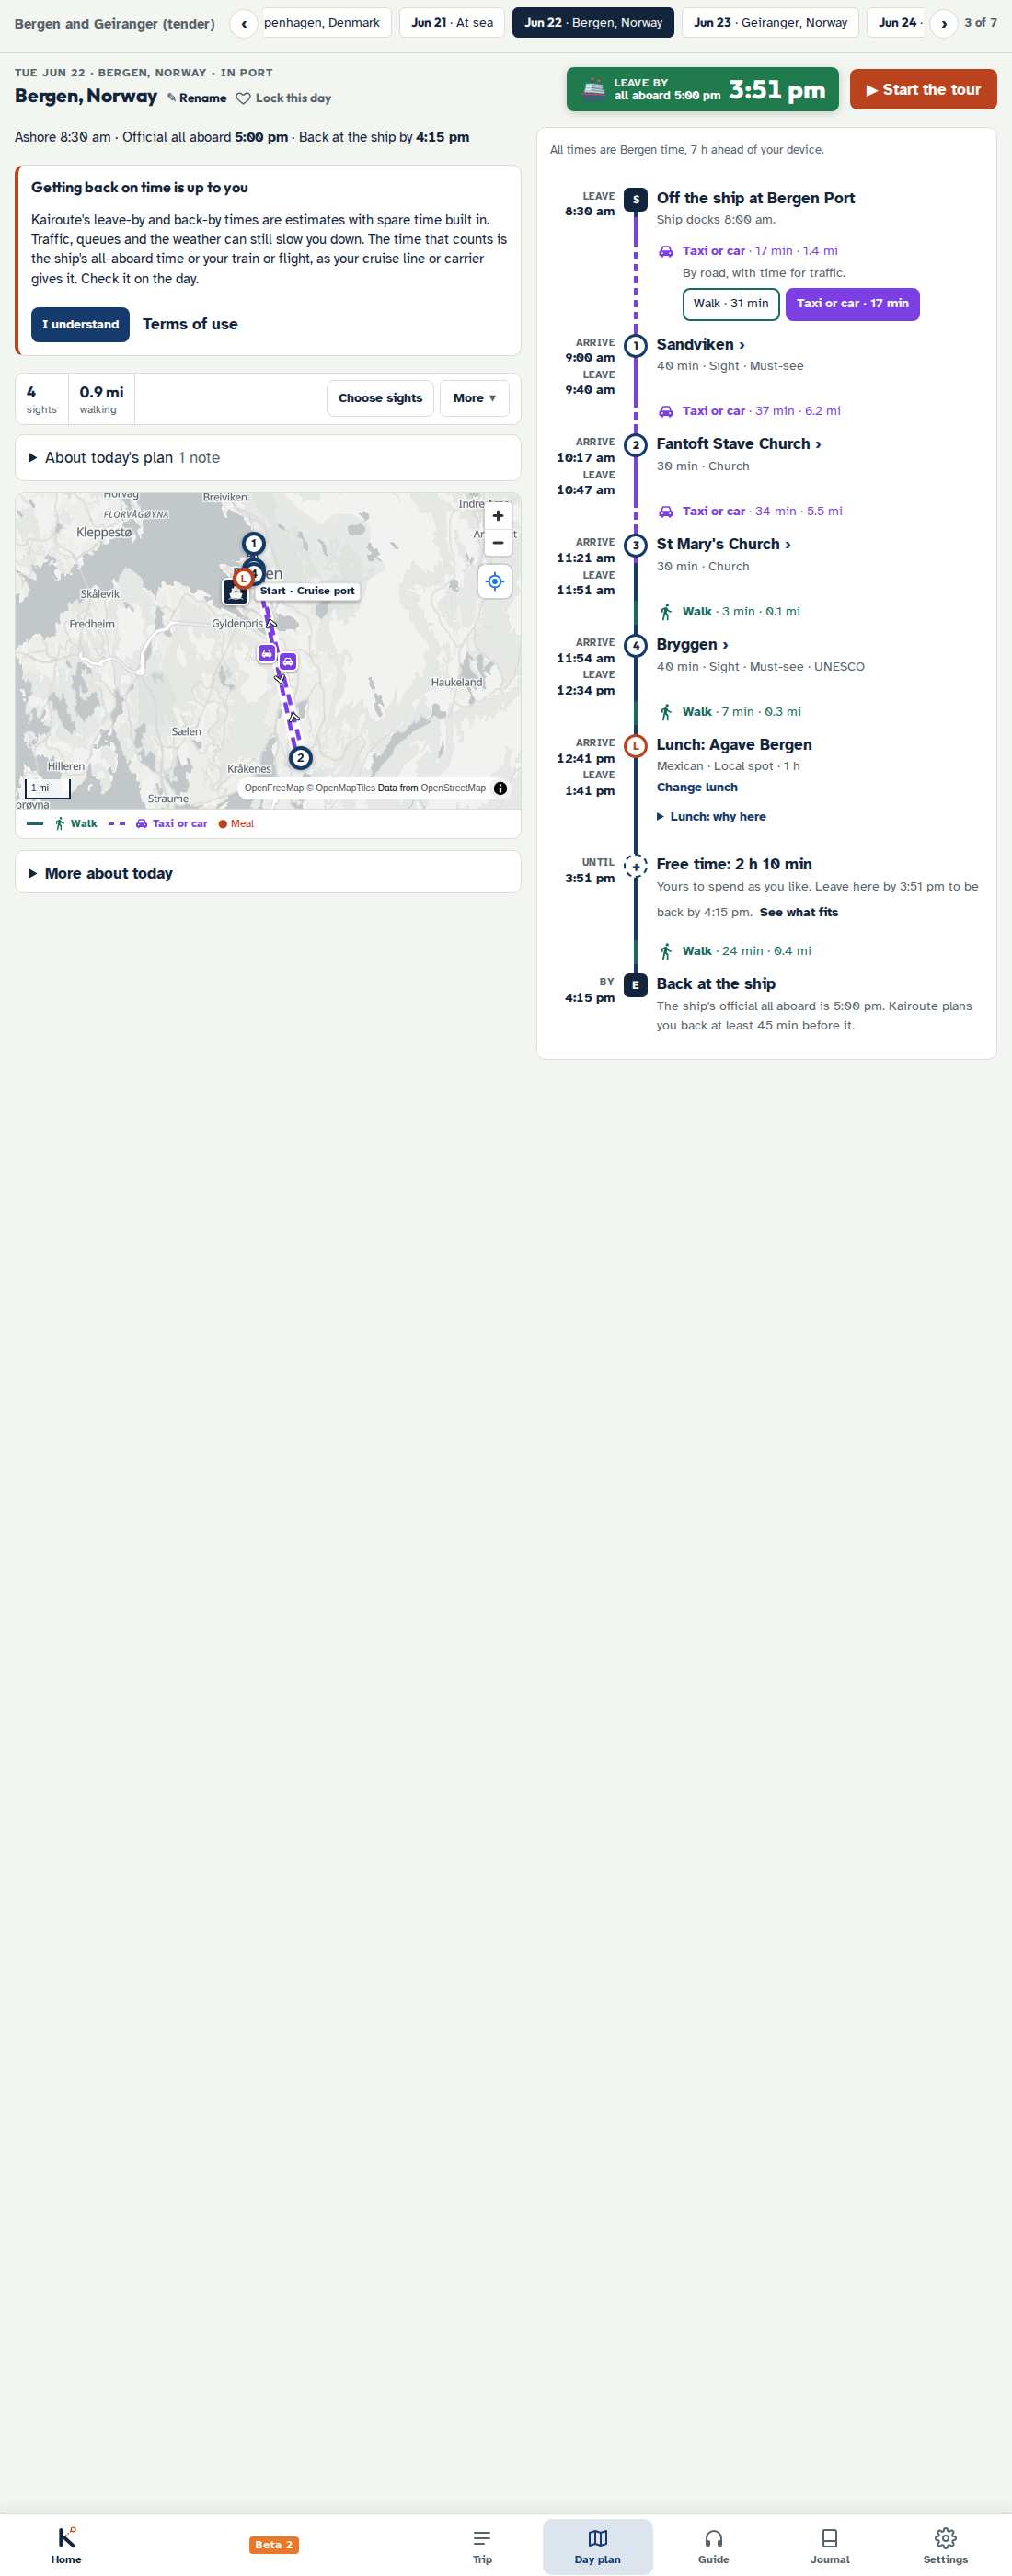 Bergen and Geiranger (tender)
‹
penhagen, Denmark
Jun 21 · At sea
Jun 22 · Bergen, Norway
Jun 23 · Geiranger, Norway
Jun 24 ·
›
3 of 7
TUE JUN 22 · BERGEN, NORWAY · IN PORT
Bergen, Norway
✎ Rename
Lock this day
LEAVE BY
all aboard 5:00 pm
3:51 pm
▶ Start the tour
Ashore 8:30 am · Official all aboard 5:00 pm · Back at the ship by 4:15 pm
Getting back on time is up to you
Kairoute's leave-by and back-by times are estimates with spare time built in.
Traffic, queues and the weather can still slow you down. The time that counts is
the ship's all-aboard time or your train or flight, as your cruise line or carrier
gives it. Check it on the day.
I understand
Terms of use
4
sights
0.9 mi
walking
Choose sights
More ▼
▶ About today's plan 1 note
Florvåg
Breiviken
FLORVÅGØYNA
Kleppestø
Skålevik
Fredheim
Gyldenpris
Start · Cruise port
Haukeland
Sælen
Hilleren
Kråkenes
Straume
1
L
2
+
−
1 mi
OpenFreeMap © OpenMapTiles Data from OpenStreetMap
Walk
Taxi or car
Meal
▶ More about today
All times are Bergen time, 7 h ahead of your device.
LEAVE
8:30 am
S
Off the ship at Bergen Port
Ship docks 8:00 am.
Taxi or car · 17 min · 1.4 mi
By road, with time for traffic.
Walk · 31 min
Taxi or car · 17 min
ARRIVE
9:00 am
LEAVE
9:40 am
1
Sandviken ›
40 min · Sight · Must-see
Taxi or car · 37 min · 6.2 mi
ARRIVE
10:17 am
LEAVE
10:47 am
2
Fantoft Stave Church ›
30 min · Church
Taxi or car · 34 min · 5.5 mi
ARRIVE
11:21 am
LEAVE
11:51 am
3
St Mary's Church ›
30 min · Church
Walk · 3 min · 0.1 mi
ARRIVE
11:54 am
LEAVE
12:34 pm
4
Bryggen ›
40 min · Sight · Must-see · UNESCO
Walk · 7 min · 0.3 mi
ARRIVE
12:41 pm
LEAVE
1:41 pm
L
Lunch: Agave Bergen
Mexican · Local spot · 1 h
Change lunch
▶ Lunch: why here
UNTIL
3:51 pm
+
Free time: 2 h 10 min
Yours to spend as you like. Leave here by 3:51 pm to be
back by 4:15 pm. See what fits
Walk · 24 min · 0.4 mi
BY
4:15 pm
E
Back at the ship
The ship's official all aboard is 5:00 pm. Kairoute plans
you back at least 45 min before it.
Home
Beta 2
Trip
Day plan
Guide
Journal
Settings